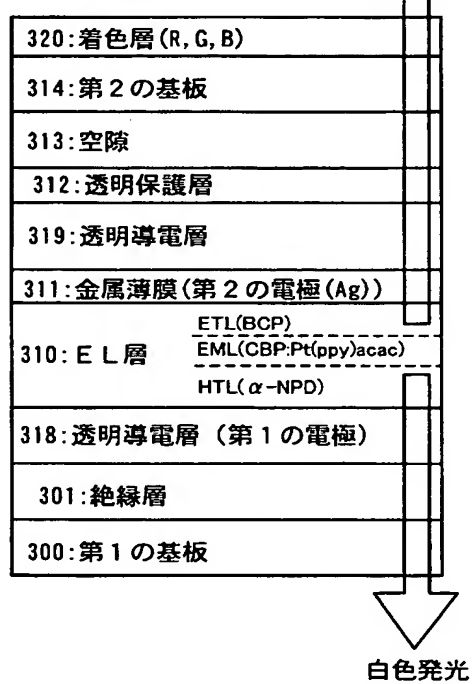 320:着色層(R,G,B)
314:第2の基板
313:空隙
312:透明保護層
319:透明導電層
311:金属薄膜(第2の電極(Ag))
310:EL層
ETL(BCP)
EML(CBP:Pt(ppy)acac)
HTL(α-NPD)
318:透明導電層(第1の電極)
301:絶縁層
300:第1の基板
白色発光